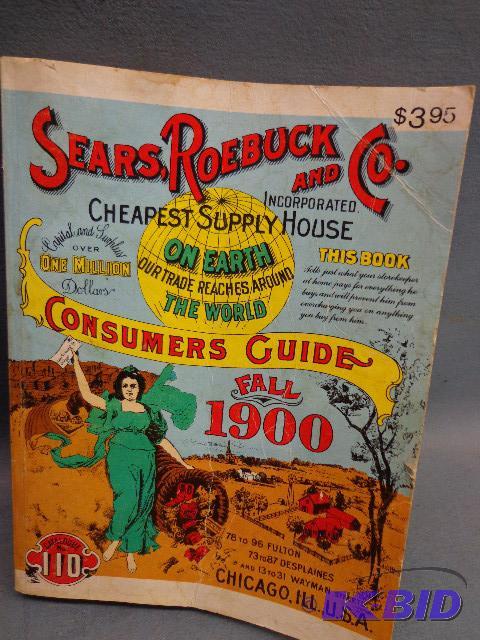 $3.95
SEARS, ROEBUCK AND CO.
INCORPORATED.
CHEAPEST SUPPLY HOUSE
ON EARTH
OUR TRADE REACHES AROUND
THE WORLD
Capital and Surplus
OVER
ONE MILLION
Dollars
THIS BOOK
Tells just what your storekeeper
at home pays for everything he
buys and will prevent him from
overcharging you on anything
you buy from him.
CONSUMERS GUIDE
FALL
1900
110
78 TO 96 FULTON
73 TO 87 DESPLAINES
AND 13 TO 31 WAYMAN
CHICAGO, ILL. U.S.A.
BID